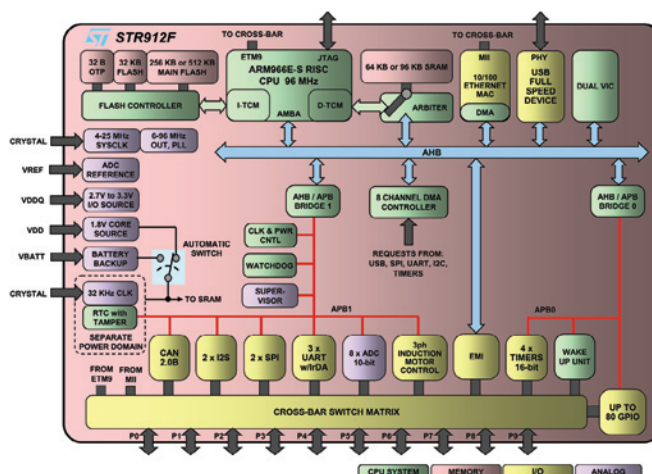 STR912F
TO CROSS-BAR
TO CROSS-BAR
32 B
OTP
32 KB
FLASH
256 KB or 512 KB
MAIN FLASH
ETM9
JTAG
ARM966E-S RISC
CPU 96 MHz
64 KB or 96 KB SRAM
MII
10/100
ETHERNET
MAC
DMA
PHY
USB
FULL
SPEED
DEVICE
DUAL VIC
FLASH CONTROLLER
I-TCM
D-TCM
AMBA
ARBITER
CRYSTAL
4-25 MHz
SYSCLK
6-96 MHz
OUT, PLL
AHB
VREF
ADC
REFERENCE
VDDQ
2.7V to 3.3V
I/O SOURCE
AHB / APB
BRIDGE 1
8 CHANNEL DMA
CONTROLLER
AHB / APB
BRIDGE 0
VDD
1.8V CORE
SOURCE
AUTOMATIC
SWITCH
CLK & PWR
CNTL
REQUESTS FROM:
USB, SPI, UART, I2C,
TIMERS
VBATT
BATTERY
BACKUP
WATCHDOG
CRYSTAL
32 KHz CLK
TO SRAM
SUPER-
VISOR
RTC with
TAMPER
SEPARATE
POWER DOMAIN
APB1
APB0
CAN
2.0B
2 x I2S
2 x SPI
3 x
UART
w/IrDA
8 x ADC
10-bit
3ph
INDUCTION
MOTOR
CONTROL
EMI
4 x
TIMERS
16-bit
WAKE
UP UNIT
FROM
ETM9
FROM
MII
CROSS-BAR SWITCH MATRIX
UP TO
80 GPIO
P0
P1
P2
P3
P4
P5
P6
P7
P8
P9
CPU SYSTEM
MEMORY
I/O
ANALOG